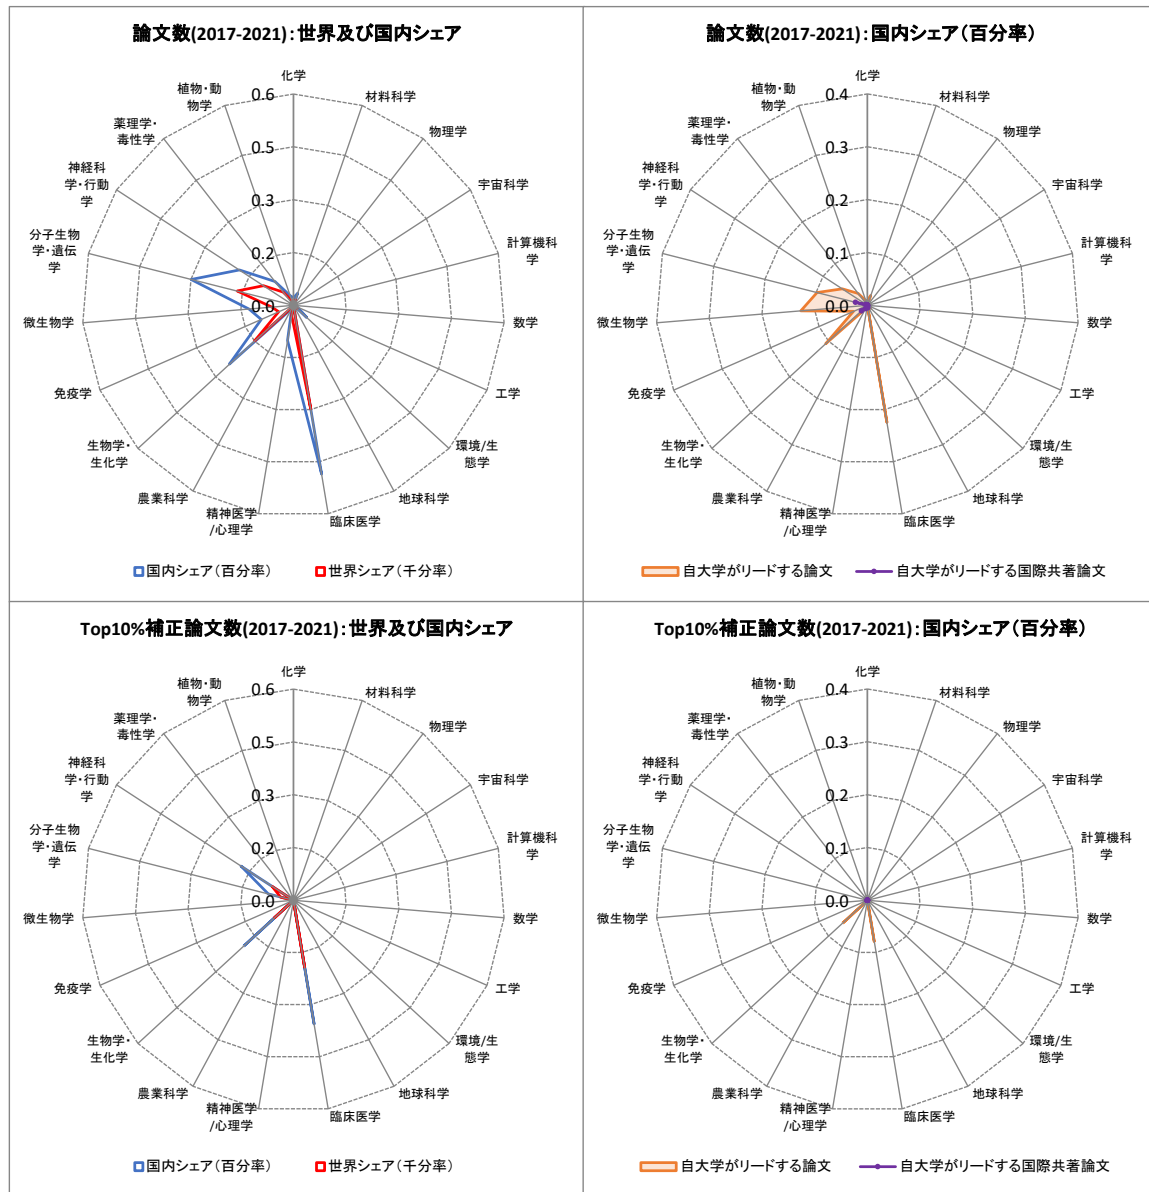 論文数(2017-2021):世界及び国内シェア
化学
材料科学
物理学
宇宙科学
計算機科
学
数学
工学
環境/生
態学
地球科学
臨床医学
精神医学
/心理学
農業科学
生物学・
生化学
免疫学
微生物学
分子生物
学・遺伝
学
神経科
学・行動
学
薬理学・
毒性学
植物・動
物学
0.6
0.5
0.3
0.2
0.0
国内シェア(百分率)
世界シェア(千分率)
論文数(2017-2021):国内シェア(百分率)
化学
材料科学
物理学
宇宙科学
計算機科
学
数学
工学
環境/生
態学
地球科学
臨床医学
精神医学
/心理学
農業科学
生物学・
生化学
免疫学
微生物学
分子生物
学・遺伝
学
神経科
学・行動
学
薬理学・
毒性学
植物・動
物学
0.4
0.3
0.2
0.1
0.0
自大学がリードする論文
自大学がリードする国際共著論文
Top10%補正論文数(2017-2021):世界及び国内シェア
化学
材料科学
物理学
宇宙科学
計算機科
学
数学
工学
環境/生
態学
地球科学
臨床医学
精神医学
/心理学
農業科学
生物学・
生化学
免疫学
微生物学
分子生物
学・遺伝
学
神経科
学・行動
学
薬理学・
毒性学
植物・動
物学
0.6
0.5
0.3
0.2
0.0
国内シェア(百分率)
世界シェア(千分率)
Top10%補正論文数(2017-2021):国内シェア(百分率)
化学
材料科学
物理学
宇宙科学
計算機科
学
数学
工学
環境/生
態学
地球科学
臨床医学
精神医学
/心理学
農業科学
生物学・
生化学
免疫学
微生物学
分子生物
学・遺伝
学
神経科
学・行動
学
薬理学・
毒性学
植物・動
物学
0.4
0.3
0.2
0.1
0.0
自大学がリードする論文
自大学がリードする国際共著論文